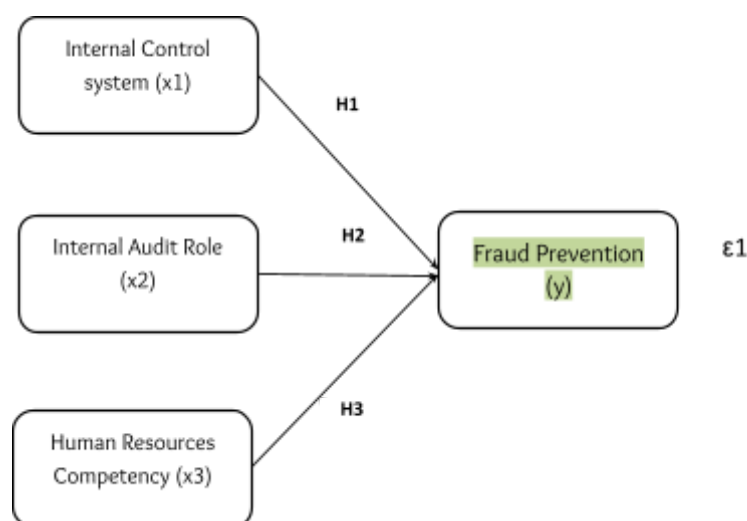 Internal Control
system (x1)
H1
Internal Audit Role
(x2)
H2
Fraud Prevention
(y)
ε1
H3
Human Resources
Competency (x3)